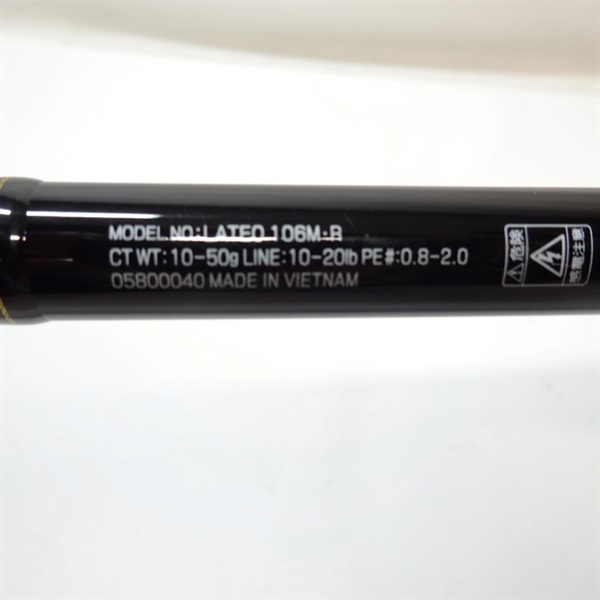 MODEL NO:LATEO 106M・R
CT WT:10-50g LINE:10-20lb PE#:0.8-2.0
05800040 MADE IN VIETNAM
危険
感電注意